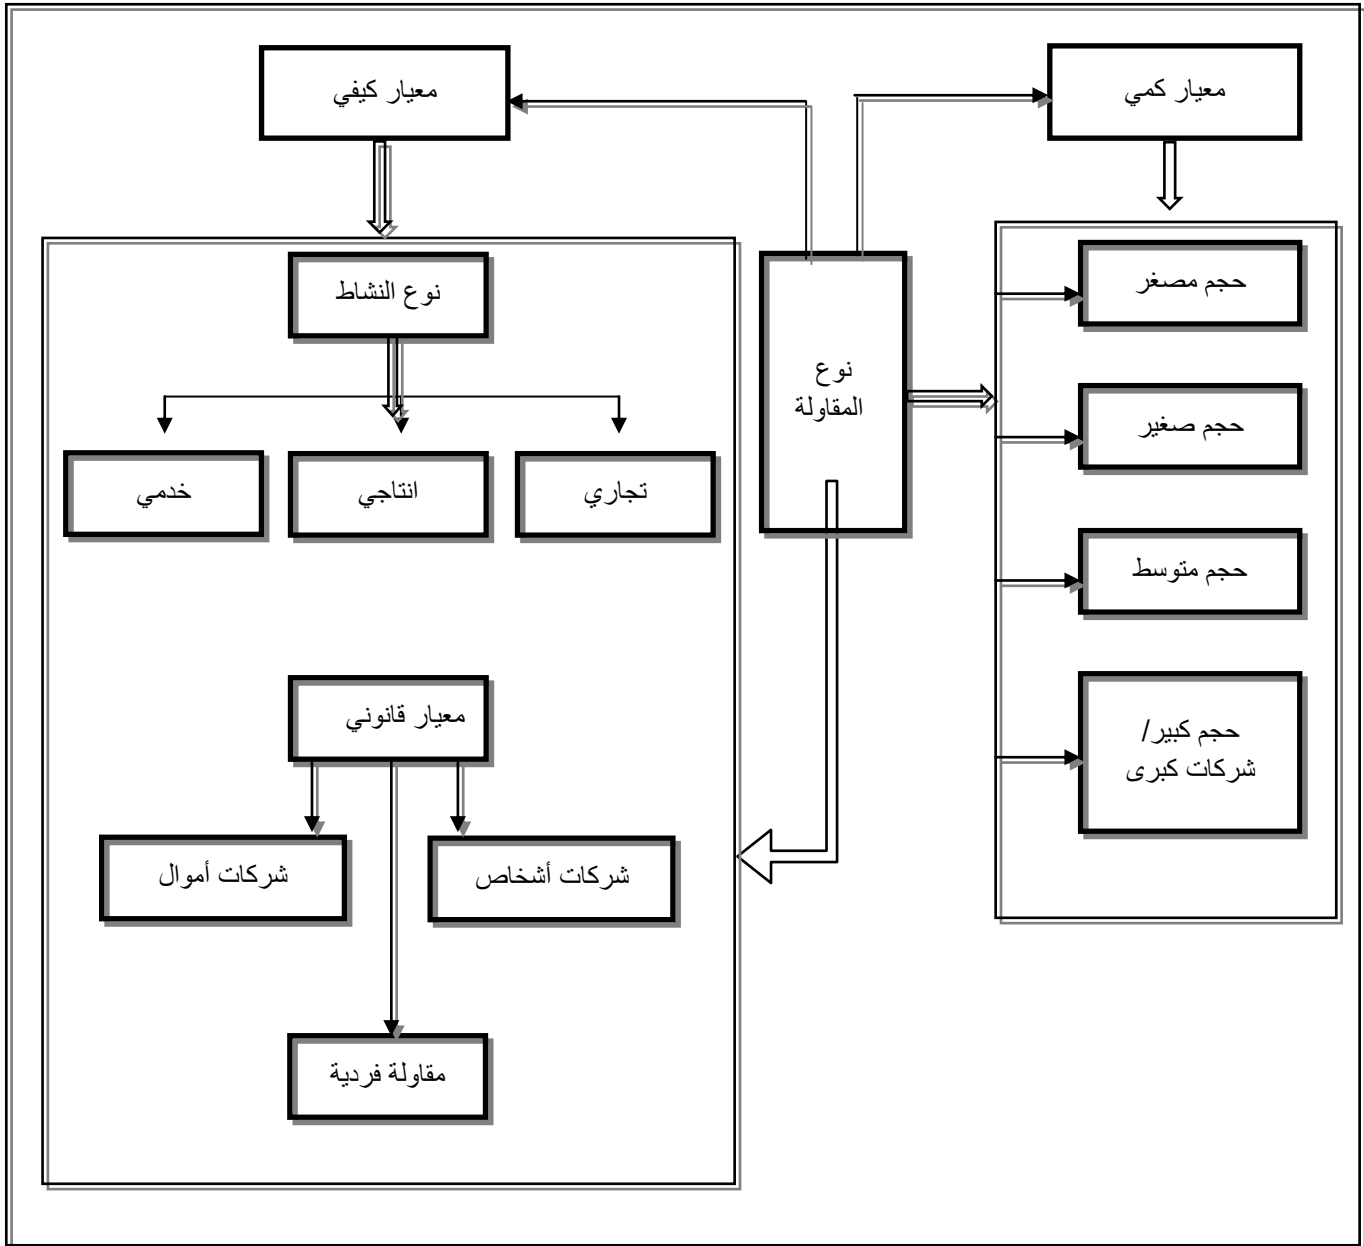 معيار كمي
معيار كيفي
حجم مصغر
نوع النشاط
نوع
المقاولة
حجم صغير
تجاري
انتاجي
خدمي
حجم متوسط
معيار قانوني
حجم كبير/
شركات كبرى
شركات أشخاص
شركات أموال
مقاولة فردية